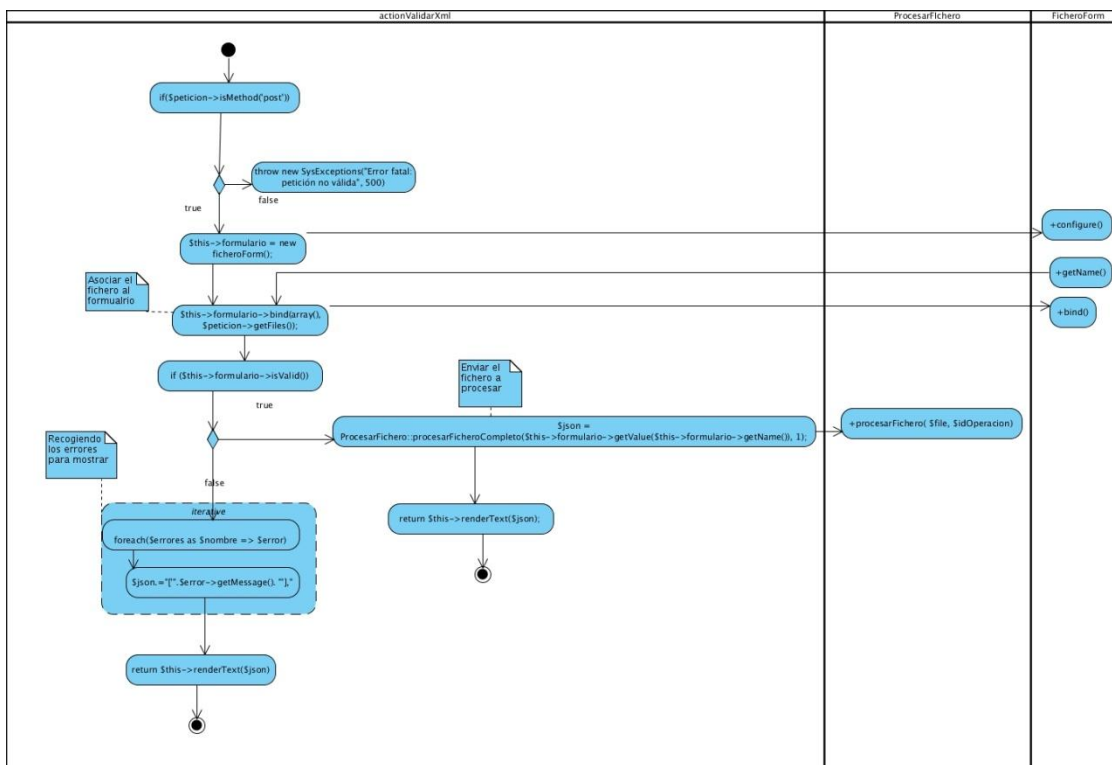 actionValidarXml
ProcesarFIchero
FicheroForm
if($peticion->isMethod('post'))
throw new SysExceptions("Error fatal:
petición no válida", 500)
true
false
$this->formulario = new
ficheroForm();
+configure()
Asociar el
fichero al
formualrio
+getName()
$this->formulario->bind(array(),
$peticion->getFiles());
+bind()
if ($this->formulario->isValid())
true
Enviar el
fichero a
procesar
$json =
ProcesarFichero::procesarFicheroCompleto($this->formulario->getValue($this->formulario->getName()), 1);
+procesarFichero( $file, $idOperacion)
Recogiendo
los errores
para mostrar
false
iterative
foreach($errores as $nombre => $error)
$json.="['".$error->getMessage(). "'],"
return $this->renderText($json);
return $this->renderText($json)